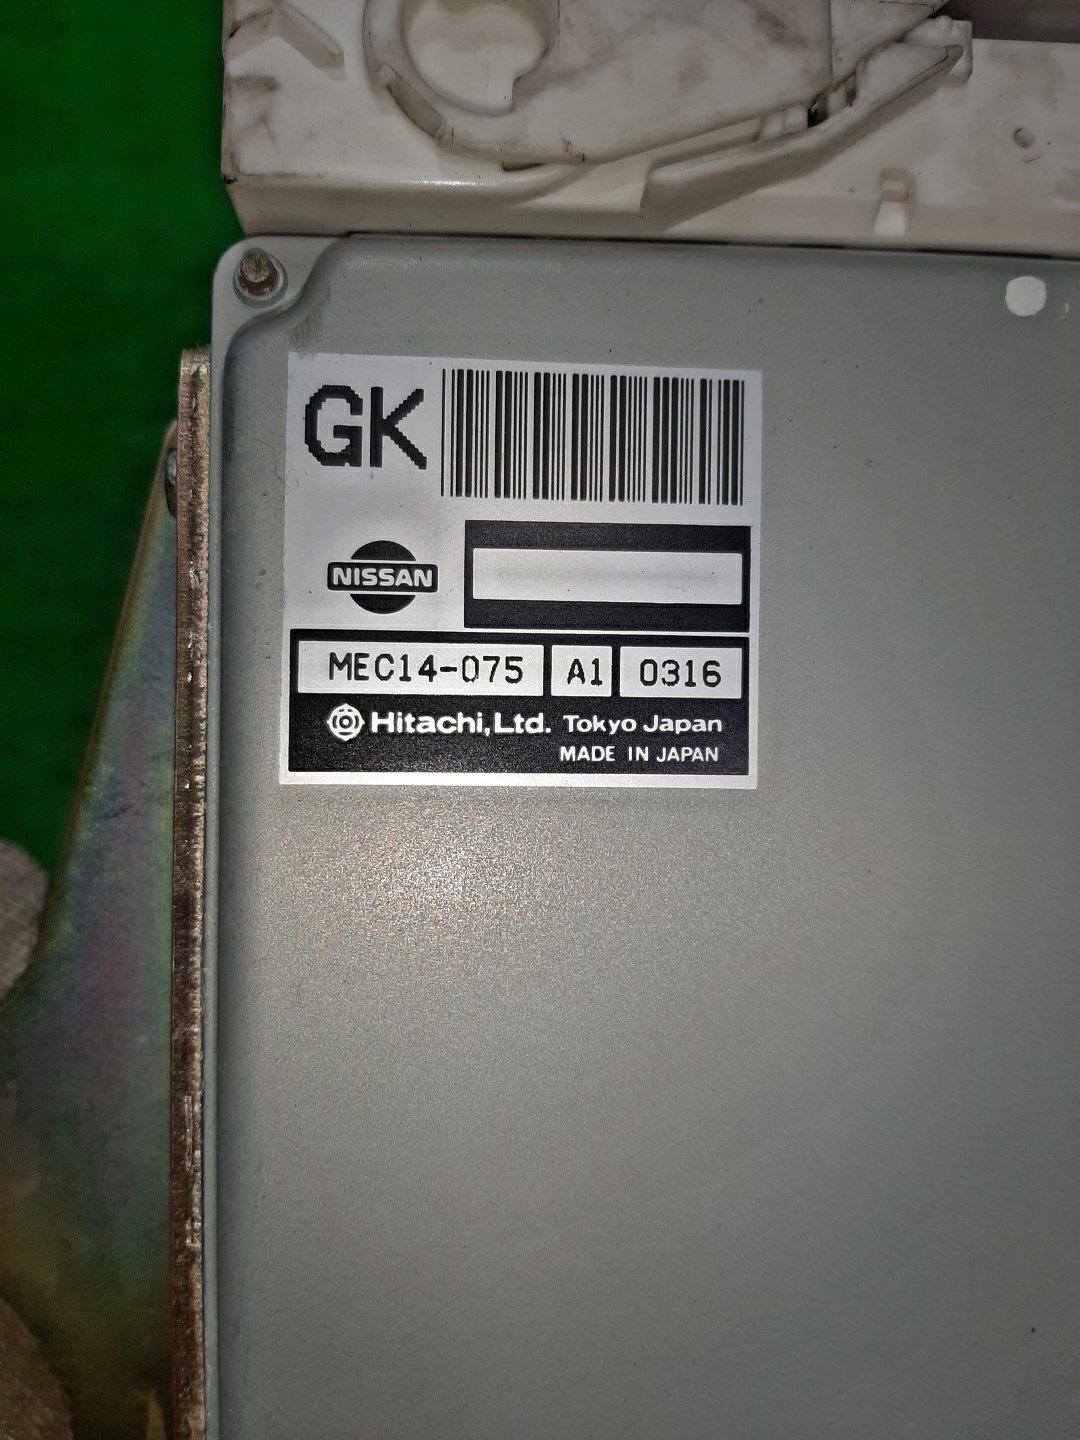 GK
NISSAN
MEC14-075 A1 0316
Hitachi,Ltd. Tokyo Japan
MADE IN JAPAN